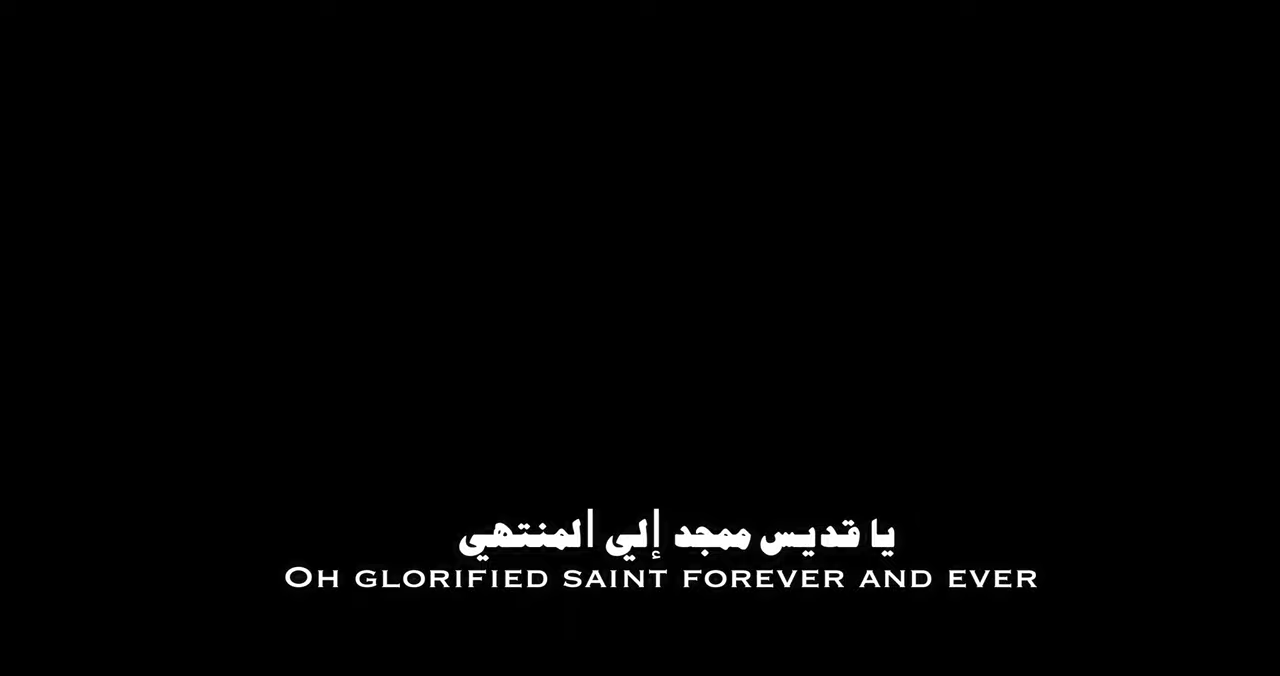 يا قديس ممجد إلي المنتهي
Oh glorified saint forever and ever